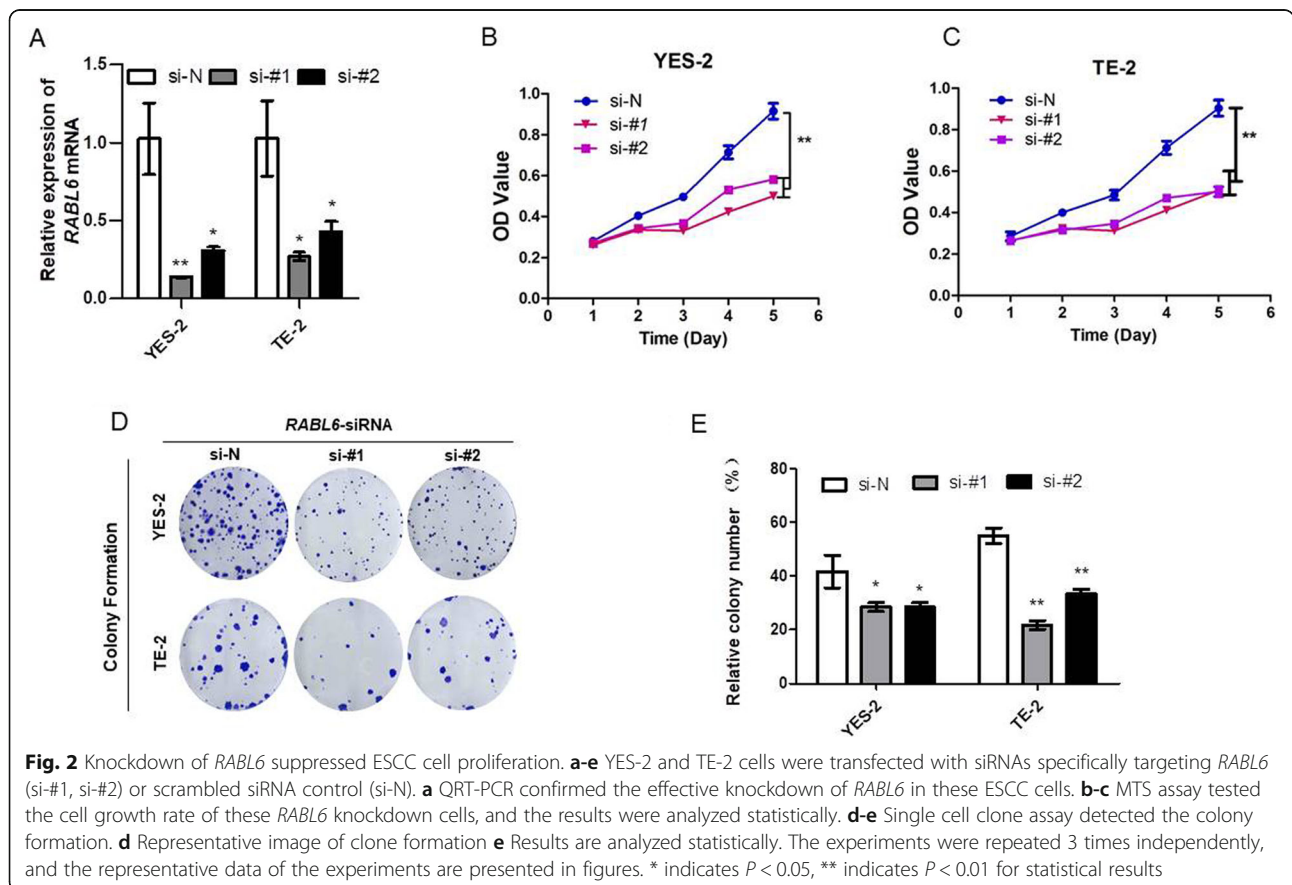 A
si-N si-#1 si-#2
Relative expression of
RABL6 mRNA
1.5
1.0
0.5
0.0
**
*
*
*
YES-2
TE-2
B
YES-2
si-N
si-#1
si-#2
OD Value
1.0
0.8
0.6
0.4
0.2
0.0
**
0 1 2 3 4 5 6
Time (Day)
C
TE-2
si-N
si-#1
si-#2
OD Value
1.0
0.8
0.6
0.4
0.2
0.0
**
0 1 2 3 4 5 6
Time (Day)
D
RABL6-siRNA
si-N si-#1 si-#2
Colony Formation
YES-2
TE-2
E
si-N si-#1 si-#2
Relative colony number （%）
80
60
40
20
0
*
*
**
**
YES-2
TE-2
Fig. 2 Knockdown of RABL6 suppressed ESCC cell proliferation. a-e YES-2 and TE-2 cells were transfected with siRNAs specifically targeting RABL6
(si-#1, si-#2) or scrambled siRNA control (si-N). a QRT-PCR confirmed the effective knockdown of RABL6 in these ESCC cells. b-c MTS assay tested
the cell growth rate of these RABL6 knockdown cells, and the results were analyzed statistically. d-e Single cell clone assay detected the colony
formation. d Representative image of clone formation e Results are analyzed statistically. The experiments were repeated 3 times independently,
and the representative data of the experiments are presented in figures. * indicates P < 0.05, ** indicates P < 0.01 for statistical results